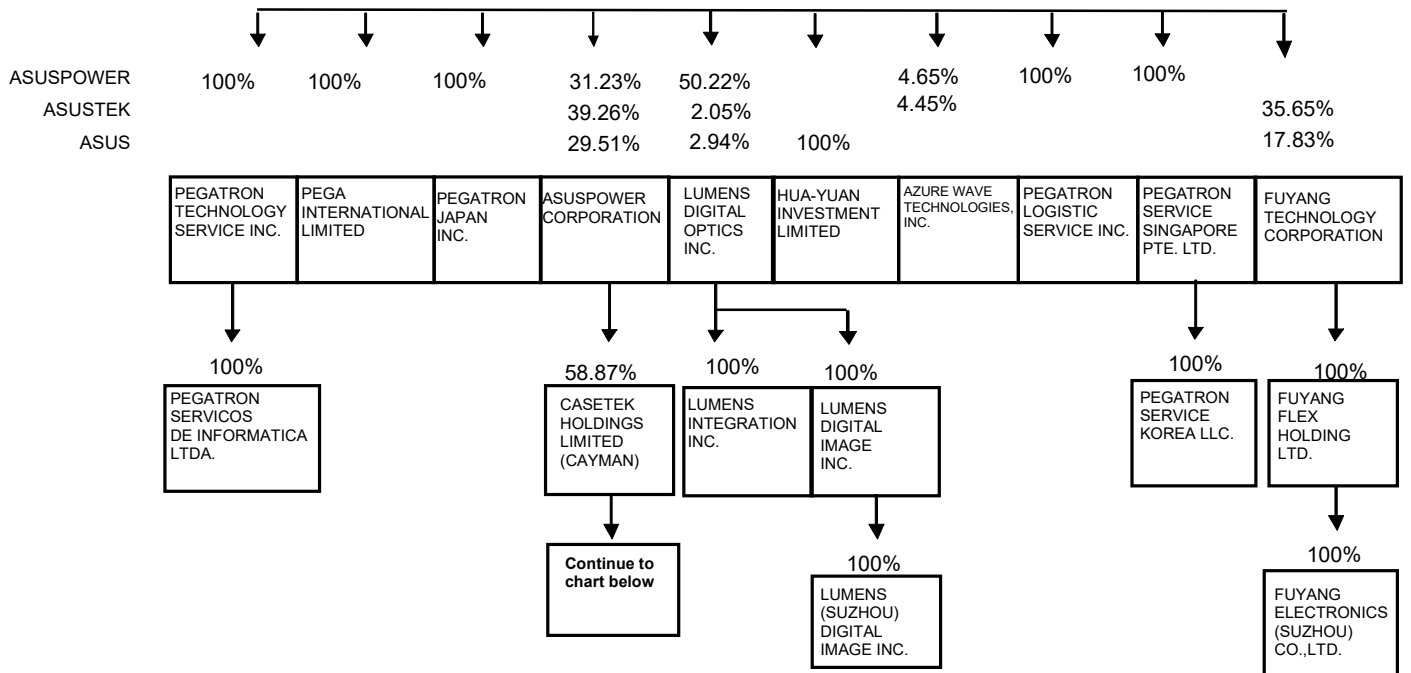 ASUSPOWER 100% 100% 100% 31.23% 50.22% 4.65% 100% 100%
ASUSTEK 39.26% 2.05% 4.45% 35.65%
ASUS 29.51% 2.94% 100% 17.83%
PEGATRON
TECHNOLOGY
SERVICE INC.
PEGA
INTERNATIONAL
LIMITED
PEGATRON
JAPAN
INC.
ASUSPOWER
CORPORATION
LUMENS
DIGITAL
OPTICS
INC.
HUA-YUAN
INVESTMENT
LIMITED
AZURE WAVE
TECHNOLOGIES,
INC.
PEGATRON
LOGISTIC
SERVICE INC.
PEGATRON
SERVICE
SINGAPORE
PTE. LTD.
FUYANG
TECHNOLOGY
CORPORATION
100%
PEGATRON
SERVICOS
DE INFORMATICA
LTDA.
58.87%
CASETEK
HOLDINGS
LIMITED
(CAYMAN)
Continue to
chart below
100%
LUMENS
INTEGRATION
INC.
100%
LUMENS
DIGITAL
IMAGE
INC.
100%
LUMENS
(SUZHOU)
DIGITAL
IMAGE INC.
100%
PEGATRON
SERVICE
KOREA LLC.
100%
FUYANG
FLEX
HOLDING
LTD.
100%
FUYANG
ELECTRONICS
(SUZHOU)
CO.,LTD.